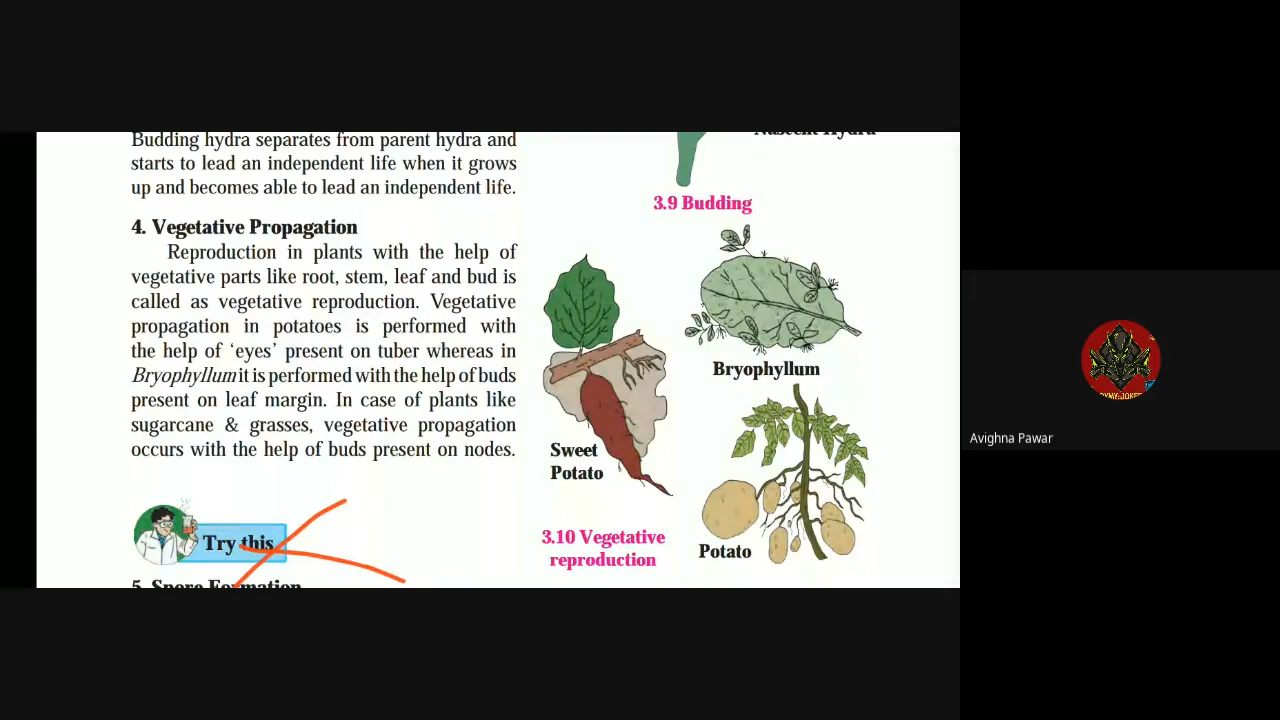 Budding hydra separates from parent hydra and
starts to lead an independent life when it grows
up and becomes able to lead an independent life.
4. Vegetative Propagation
Reproduction in plants with the help of
vegetative parts like root, stem, leaf and bud is
called as vegetative reproduction. Vegetative
propagation in potatoes is performed with
the help of ‘eyes’ present on tuber whereas in
Bryophyllum it is performed with the help of buds
present on leaf margin. In case of plants like
sugarcane & grasses, vegetative propagation
occurs with the help of buds present on nodes.
Try this
5. Spore Formation
Nascent Hydra
3.9 Budding
Bryophyllum
Sweet
Potato
3.10 Vegetative
reproduction
Potato
Avighna Pawar